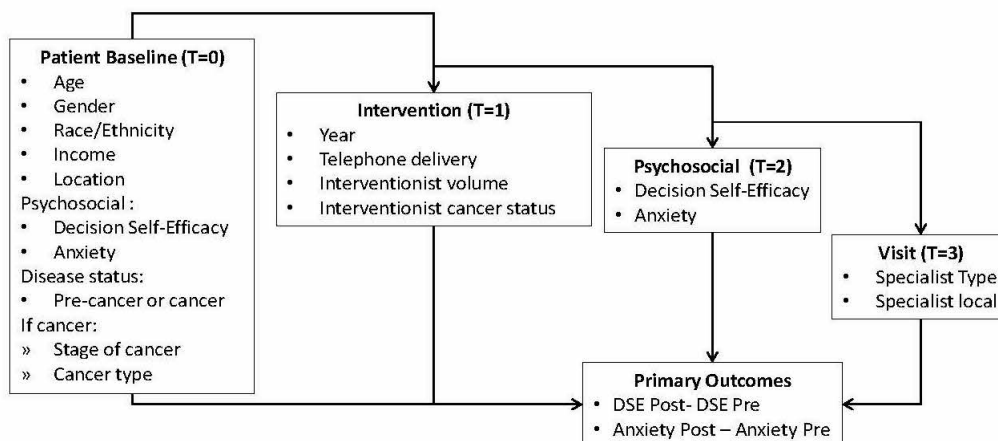 Patient Baseline (T=0)
• Age
• Gender
• Race/Ethnicity
• Income
• Location
Psychosocial :
• Decision Self-Efficacy
• Anxiety
Disease status:
• Pre-cancer or cancer
If cancer:
» Stage of cancer
» Cancer type
Intervention (T=1)
• Year
• Telephone delivery
• Interventionist volume
• Interventionist cancer status
Psychosocial (T=2)
• Decision Self-Efficacy
• Anxiety
Visit (T=3)
• Specialist Type
• Specialist local
Primary Outcomes
• DSE Post- DSE Pre
• Anxiety Post – Anxiety Pre